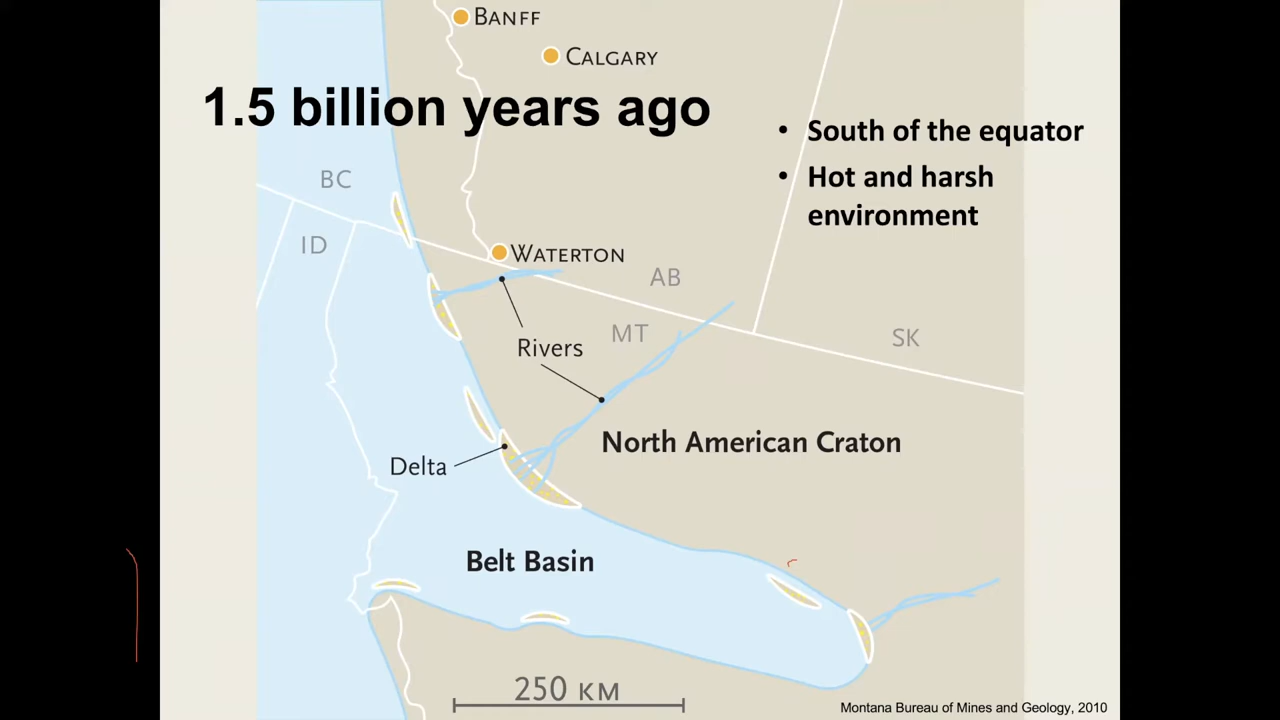 BANFF
CALGARY
1.5 billion years ago
• South of the equator
• Hot and harsh
environment
BC
ID
WATERTON
AB
MT
SK
Rivers
North American Craton
Delta
Belt Basin
250 KM
Montana Bureau of Mines and Geology, 2010